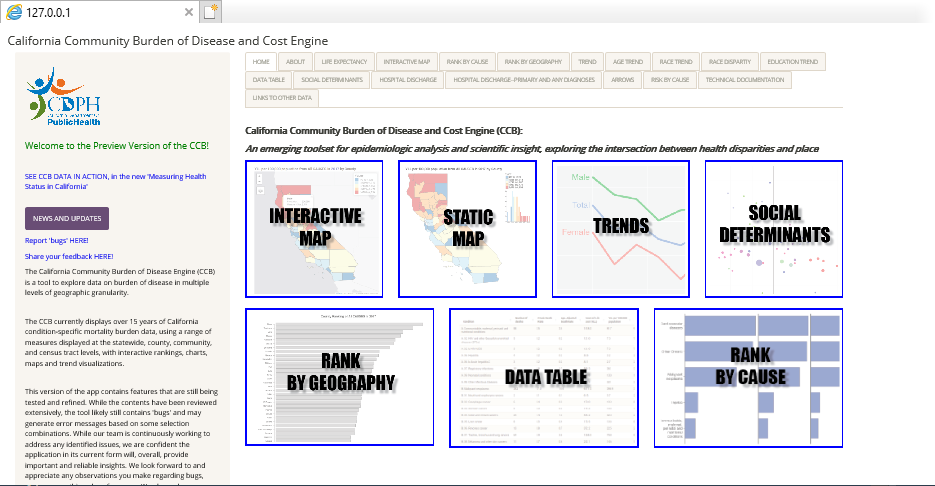 127.0.0.1
California Community Burden of Disease and Cost Engine
HOME ABOUT LIFE EXPECTANCY INTERACTIVE MAP RANK BY CAUSE RANK BY GEOGRAPHY TREND AGE TREND RACE TREND RACE DISPARITY EDUCATION TREND
DATA TABLE SOCIAL DETERMINANTS HOSPITAL DISCHARGE HOSPITAL DISCHARGE-PRIMARY AND ANY DIAGNOSES ARROWS RISK BY CAUSE TECHNICAL DOCUMENTATION
LINKS TO OTHER DATA
CDPH
PublicHealth
Welcome to the Preview Version of the CCB!
SEE CCB DATA IN ACTION, in the new 'Measuring Health
Status in California'
NEWS AND UPDATES
Report 'bugs' HERE!
Share your feedback HERE!
The California Community Burden of Disease Engine (CCB)
is a tool to explore data on burden of disease in multiple
levels of geographic granularity.
The CCB currently displays over 15 years of California
condition-specific mortality burden data, using a range of
measures displayed at the statewide, county, community,
and census tract levels, with interactive rankings, charts,
maps and trend visualizations.
This version of the app contains features that are still being
tested and refined. While the contents have been reviewed
extensively, the tool likely still contains 'bugs' and may
generate error messages based on some selection
combinations. While our team is continuously working to
address any identified issues, we are confident the
application in its current form will, overall, provide
important and reliable insights. We look forward to and
appreciate any observations you make regarding bugs,
California Community Burden of Disease and Cost Engine (CCB):
An emerging toolset for epidemiologic analysis and scientific insight, exploring the intersection between health disparities and place
INTERACTIVE
MAP
STATIC
MAP
Male
Total
Female
TRENDS
SOCIAL
DETERMINANTS
RANK
BY GEOGRAPHY
DATA TABLE
RANK
BY CAUSE